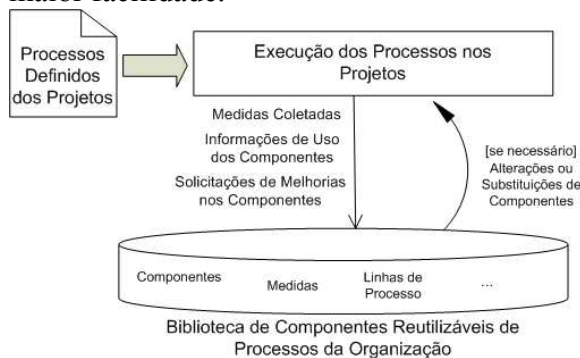 maior facilidade.
Processos
Definidos
dos Projetos
Execução dos Processos nos
Projetos
Medidas Coletadas
Informações de Uso
dos Componentes
Solicitações de Melhorias
nos Componentes
[se necessário]
Alterações ou
Substituições de
Componentes
Componentes
Medidas
Linhas de
Processo
...
Biblioteca de Componentes Reutilizáveis de
Processos da Organização